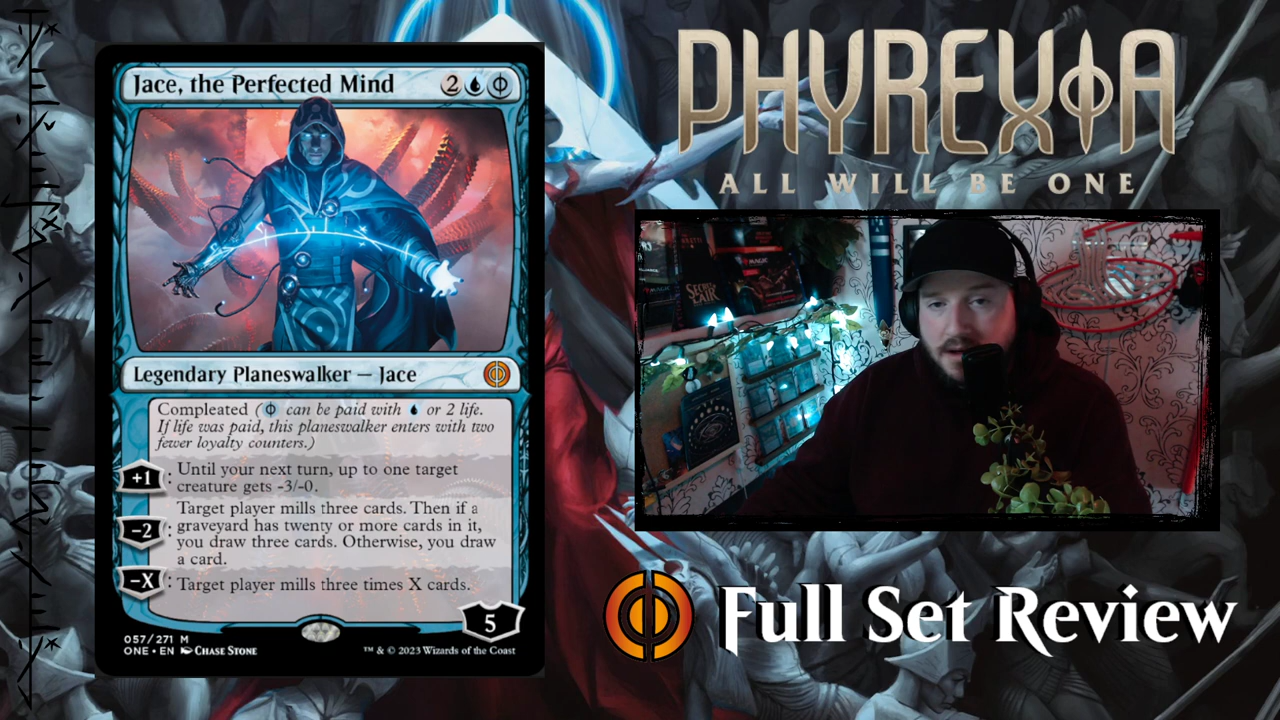 Jace, the Perfected Mind 2
Legendary Planeswalker — Jace
Compleated (Φ can be paid with 💧 or 2 life.
If life was paid, this planeswalker enters with two
fewer loyalty counters.)
+1: Until your next turn, up to one target
creature gets -3/-0.
Target player mills three cards. Then if a
−2: graveyard has twenty or more cards in it,
you draw three cards. Otherwise, you draw
a card.
−X: Target player mills three times X cards.
5
057/271 M
ONE • EN CHASE STONE
™ & © 2023 Wizards of the Coast
PHYREXIA
ALL WILL BE ONE
SECRET
LAIR
MAGIC
Full Set Review